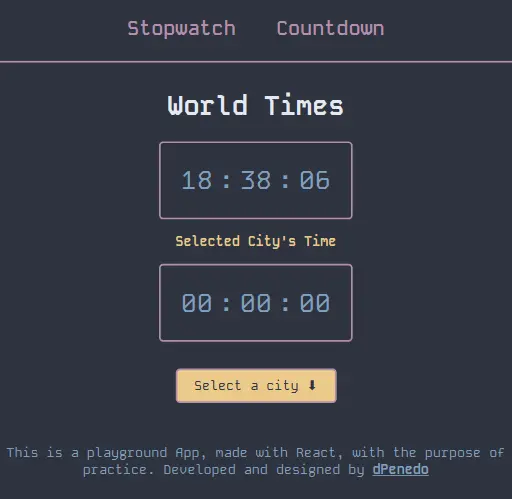 Stopwatch Countdown
World Times
18:38:06
Selected City's Time
00:00:00
Select a city ⬇
This is a playground App, made with React, with the purpose of
practice. Developed and designed by dPenedo